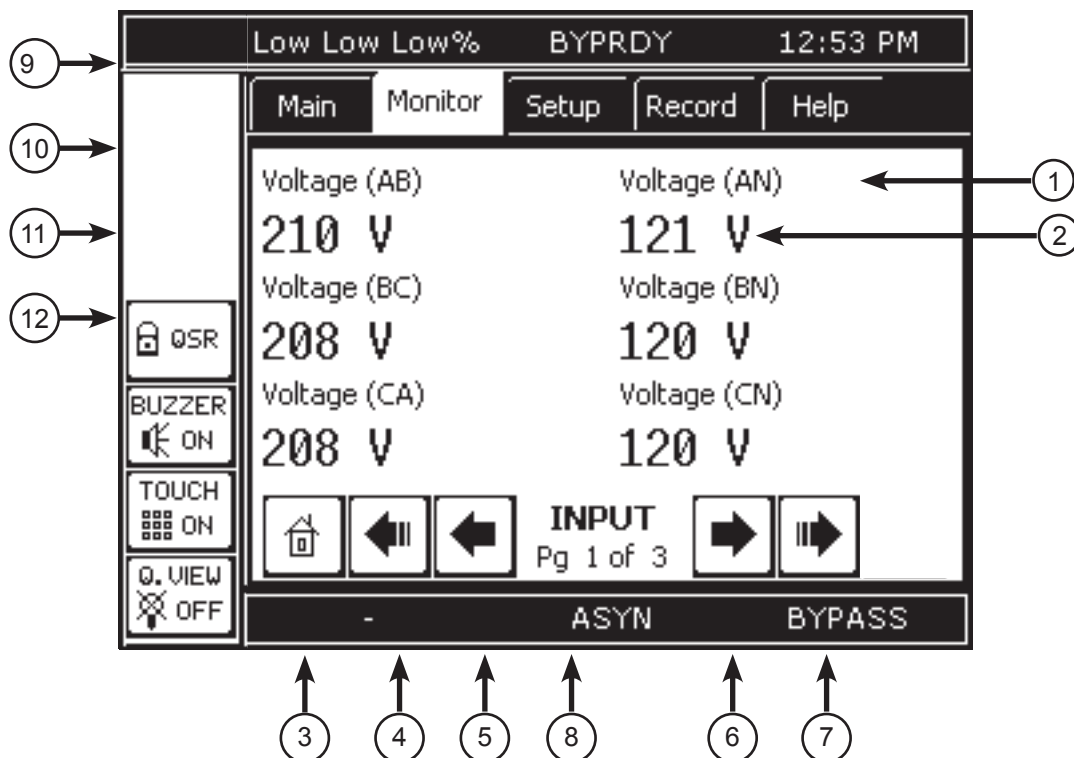 Low Low Low% BYPRDY 12:53 PM
9
Main Monitor Setup Record Help
10
Voltage (AB) Voltage (AN) 1
11 210 V 121 V 2
Voltage (BC) Voltage (BN)
12
QSR 208 V 120 V
BUZZER Voltage (CA) Voltage (CN)
ON 208 V 120 V
TOUCH
ON INPUT
Pg 1 of 3
Q.VIEW
OFF
- ASYN BYPASS
3 4 5 8 6 7